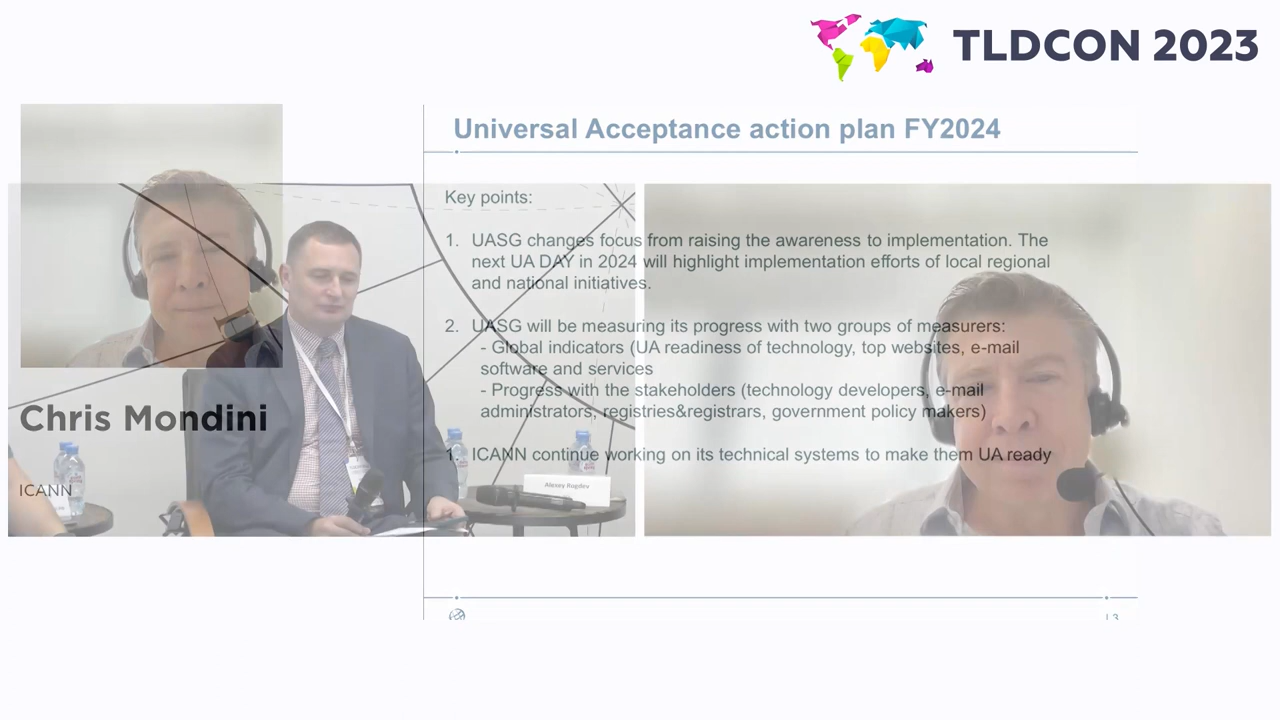 TLDCON 2023
Universal Acceptance action plan FY2024
Key points:
1. UASG changes focus from raising the awareness to implementation. The
next UA DAY in 2024 will highlight implementation efforts of local regional
and national initiatives.
2. UASG will be measuring its progress with two groups of measurers:
- Global indicators (UA readiness of technology, top websites, e-mail
software and services
- Progress with the stakeholders (technology developers, e-mail
administrators, registries&registrars, government policy makers)
1. ICANN continue working on its technical systems to make them UA ready
Chris Mondini
ICANN
Alexey Rogdev
| 3